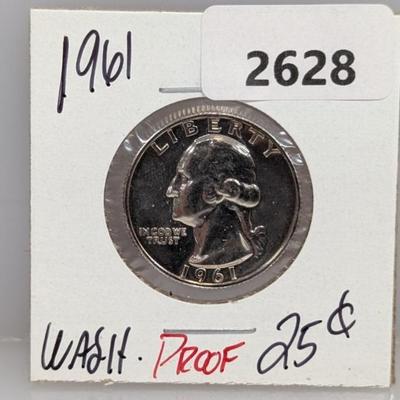 1961
2628
LIBERTY
IN GOD WE
TRUST
1961
WASH. PROOF 25¢